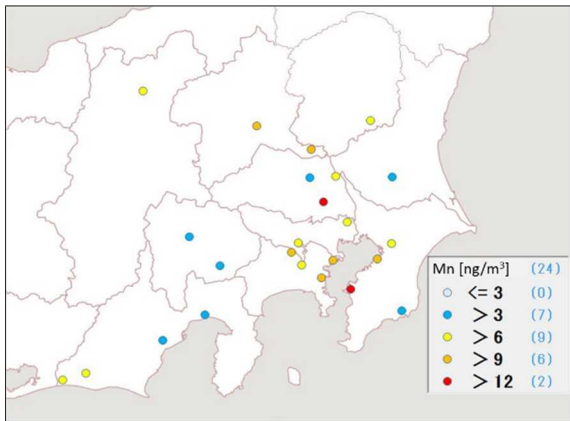 Mn [ng/m³] (24)
<= 3 (0)
> 3 (7)
> 6 (9)
> 9 (6)
> 12 (2)